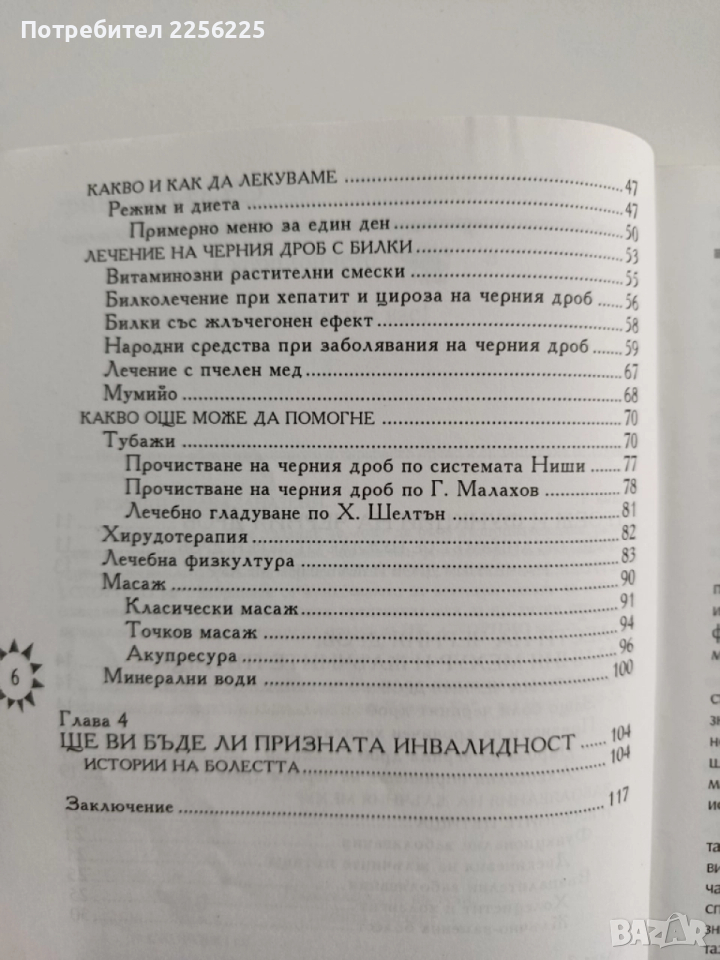 Потребител 2256225
КАКВО И КАК ДА ЛЕКУВАМЕ 47
Режим и диета 47
Примерно меню за един ден 50
ЛЕЧЕНИЕ НА ЧЕРНИЯ ДРОБ С БИЛКИ 53
Витаминозни растителни смески 55
Билколечение при хепатит и цироза на черния дроб 56
Билки със жлъчегонен ефект 58
Народни средства при заболявания на черния дроб 59
Лечение с пчелен мед 67
Мумийо 68
КАКВО ОЩЕ МОЖЕ ДА ПОМОГНЕ 70
Тубажи 70
Прочистване на черния дроб по системата Ниши 77
Прочистване на черния дроб по Г. Малахов 78
Лечебно гладуване по Х. Шелтън 81
Хирудотерапия 82
Лечебна физкултура 83
Масаж 90
Класически масаж 91
Точков масаж 94
Акупресура 96
Минерални води 100
6
Глава 4
ЩЕ ВИ БЪДЕ ЛИ ПРИЗНАТА ИНВАЛИДНОСТ 104
ИСТОРИИ НА БОЛЕСТТА 104
Заключение 117
BAZAR